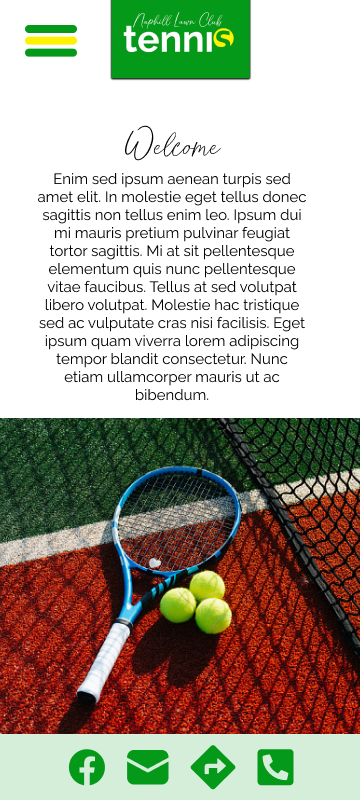 Naphill Lawn Club
tennis
Welcome
Enim sed ipsum aenean turpis sed
amet elit. In molestie eget tellus donec
sagittis non tellus enim leo. Ipsum dui
mi mauris pretium pulvinar feugiat
tortor sagittis. Mi at sit pellentesque
elementum quis nunc pellentesque
vitae faucibus. Tellus at sed volutpat
libero volutpat. Molestie hac tristique
sed ac vulputate cras nisi facilisis. Eget
ipsum quam viverra lorem adipiscing
tempor blandit consectetur. Nunc
etiam ullamcorper mauris ut ac
bibendum.